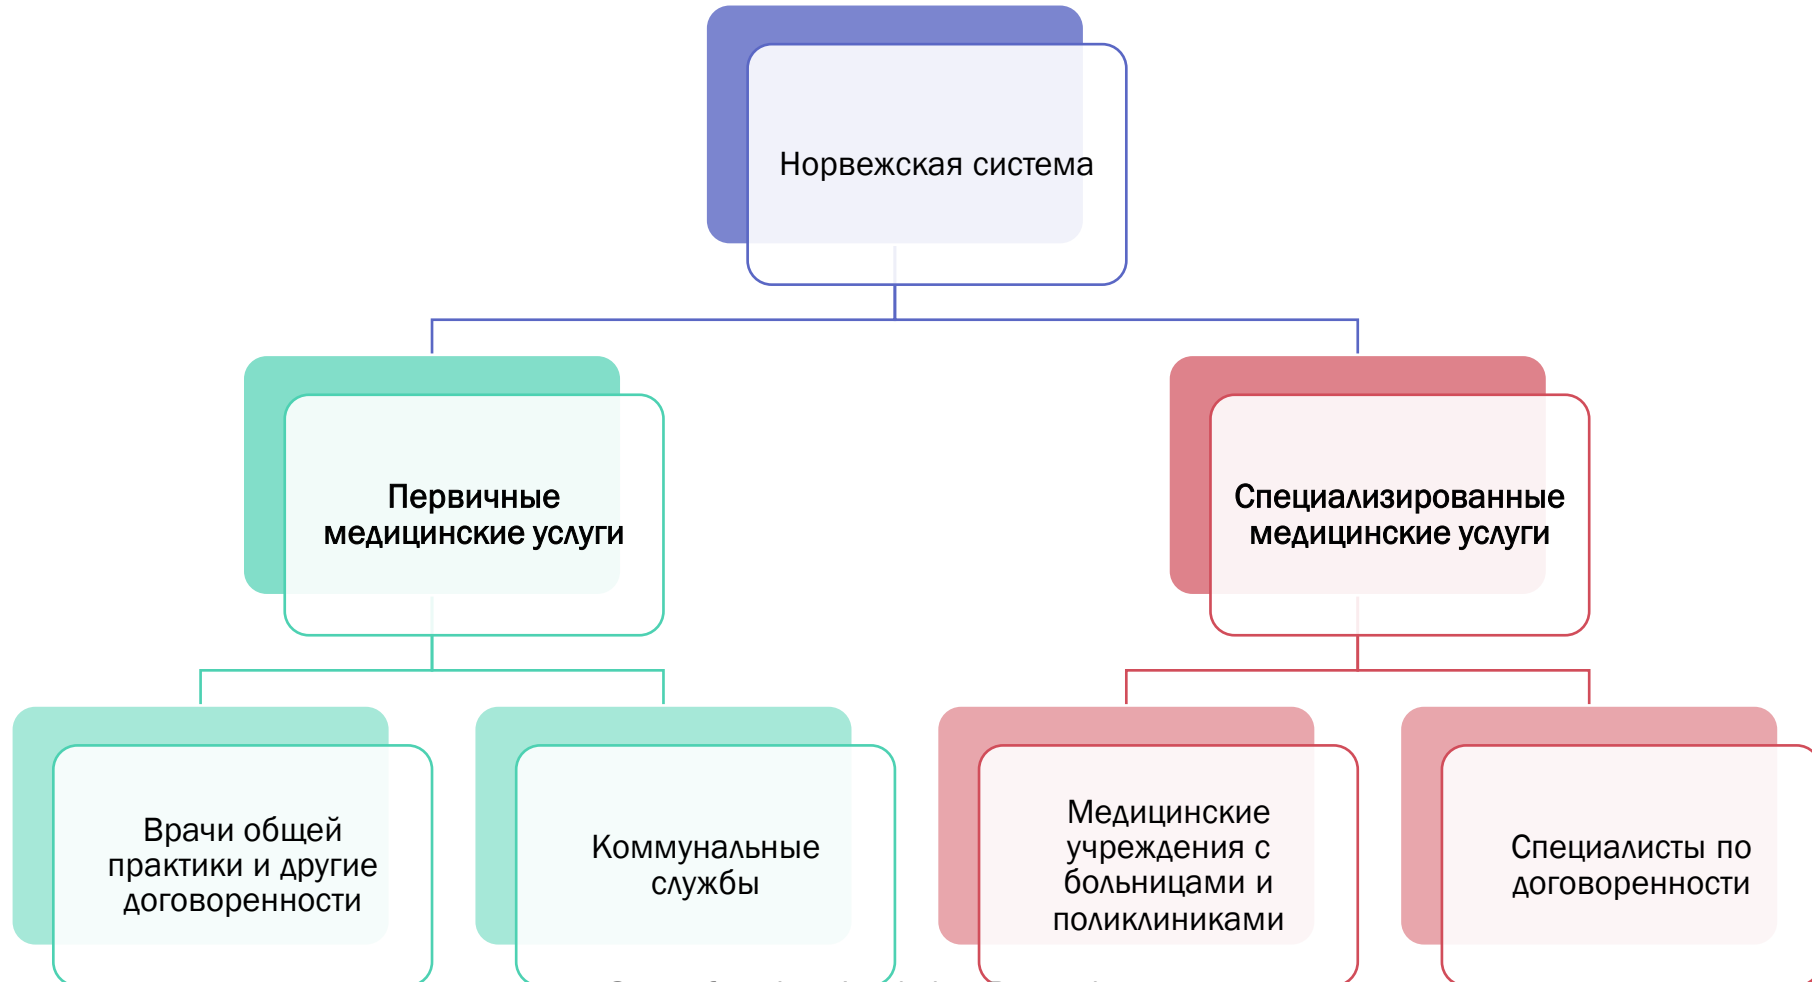 Норвежская система
Первичные
медицинские услуги
Специализированные
медицинские услуги
Врачи общей
практики и другие
договоренности
Коммунальные
службы
Медицинские
учреждения с
больницами и
поликлиниками
Специалисты по
договоренности